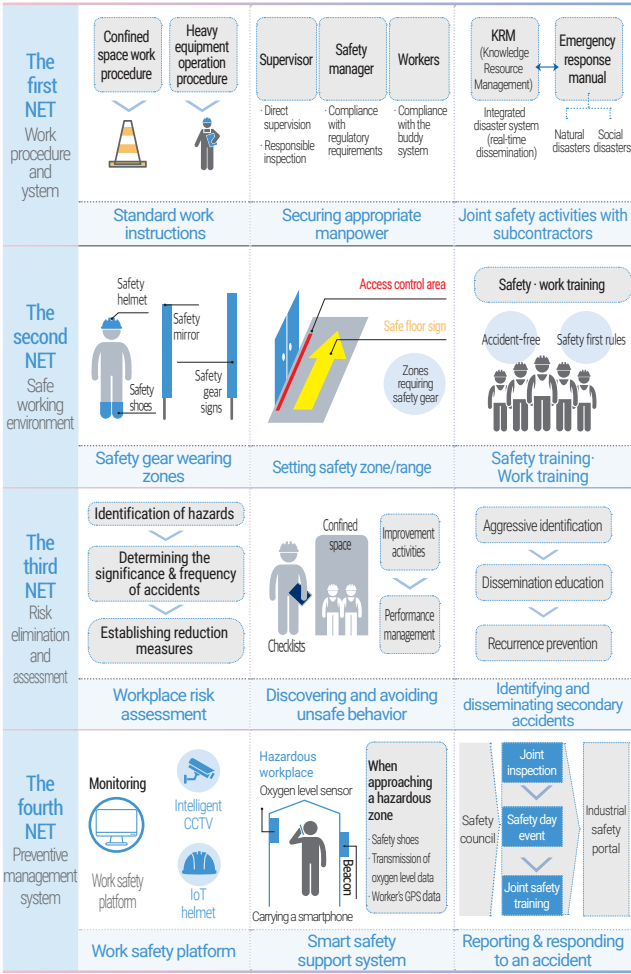 The
first
NET
Work
procedure
and
ystem
Confined
space work
procedure
Heavy
equipment
operation
procedure
Standard work
instructions
Supervisor
Safety
manager
Workers
· Direct
supervision
· Responsible
inspection
· Compliance
with
regulatory
requirements
· Compliance
with the
buddy
system
Securing appropriate
manpower
KRM
(Knowledge
Resource
Management)
Emergency
response
manual
Integrated
disaster system
(real-time
dissemination)
Natural
disasters
Social
disasters
Joint safety activities with
subcontractors
The
second
NET
Safe
working
environment
Safety
helmet
Safety
mirror
Safety
shoes
Safety
gear
signs
Safety gear wearing
zones
Access control area
Safe floor sign
Zones
requiring
safety gear
Setting safety zone/range
Safety · work training
Accident-free
Safety first rules
Safety training·
Work training
The
third
NET
Risk
elimination
and
assessment
Identification of hazards
Determining the
significance & frequency
of accidents
Establishing reduction
measures
Workplace risk
assessment
Confined
space
Checklists
Improvement
activities
Performance
management
Discovering and avoiding
unsafe behavior
Aggressive identification
Dissemination education
Recurrence prevention
Identifying and
disseminating secondary
accidents
The
fourth
NET
Preventive
management
system
Monitoring
Work safety
platform
Intelligent
CCTV
IoT
helmet
Work safety platform
Hazardous
workplace
Oxygen level sensor
Beacon
Carrying a smartphone
When
approaching
a hazardous
zone
· Safety shoes
· Transmission of
oxygen level data
· Worker's GPS data
Smart safety
support system
Safety
council
Joint
inspection
Safety day
event
Joint safety
training
Industrial
safety
portal
Reporting & responding
to an accident